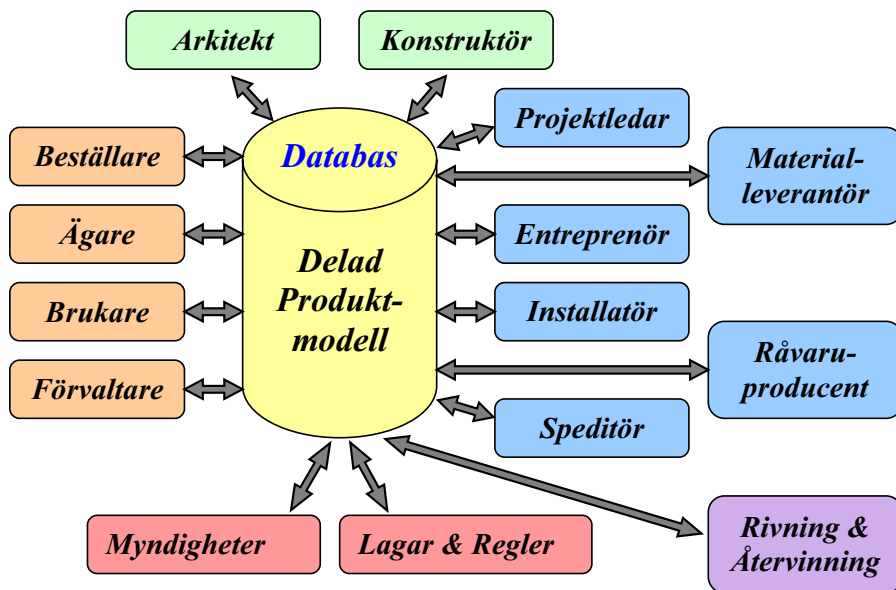 Arkitekt
Konstruktör
Projektledar
Beställare
Databas
Material-
leverantör
Ägare
Entreprenör
Delad
Produkt-
modell
Brukare
Installatör
Råvaru-
producent
Förvaltare
Speditör
Myndigheter
Lagar & Regler
Rivning &
Återvinning